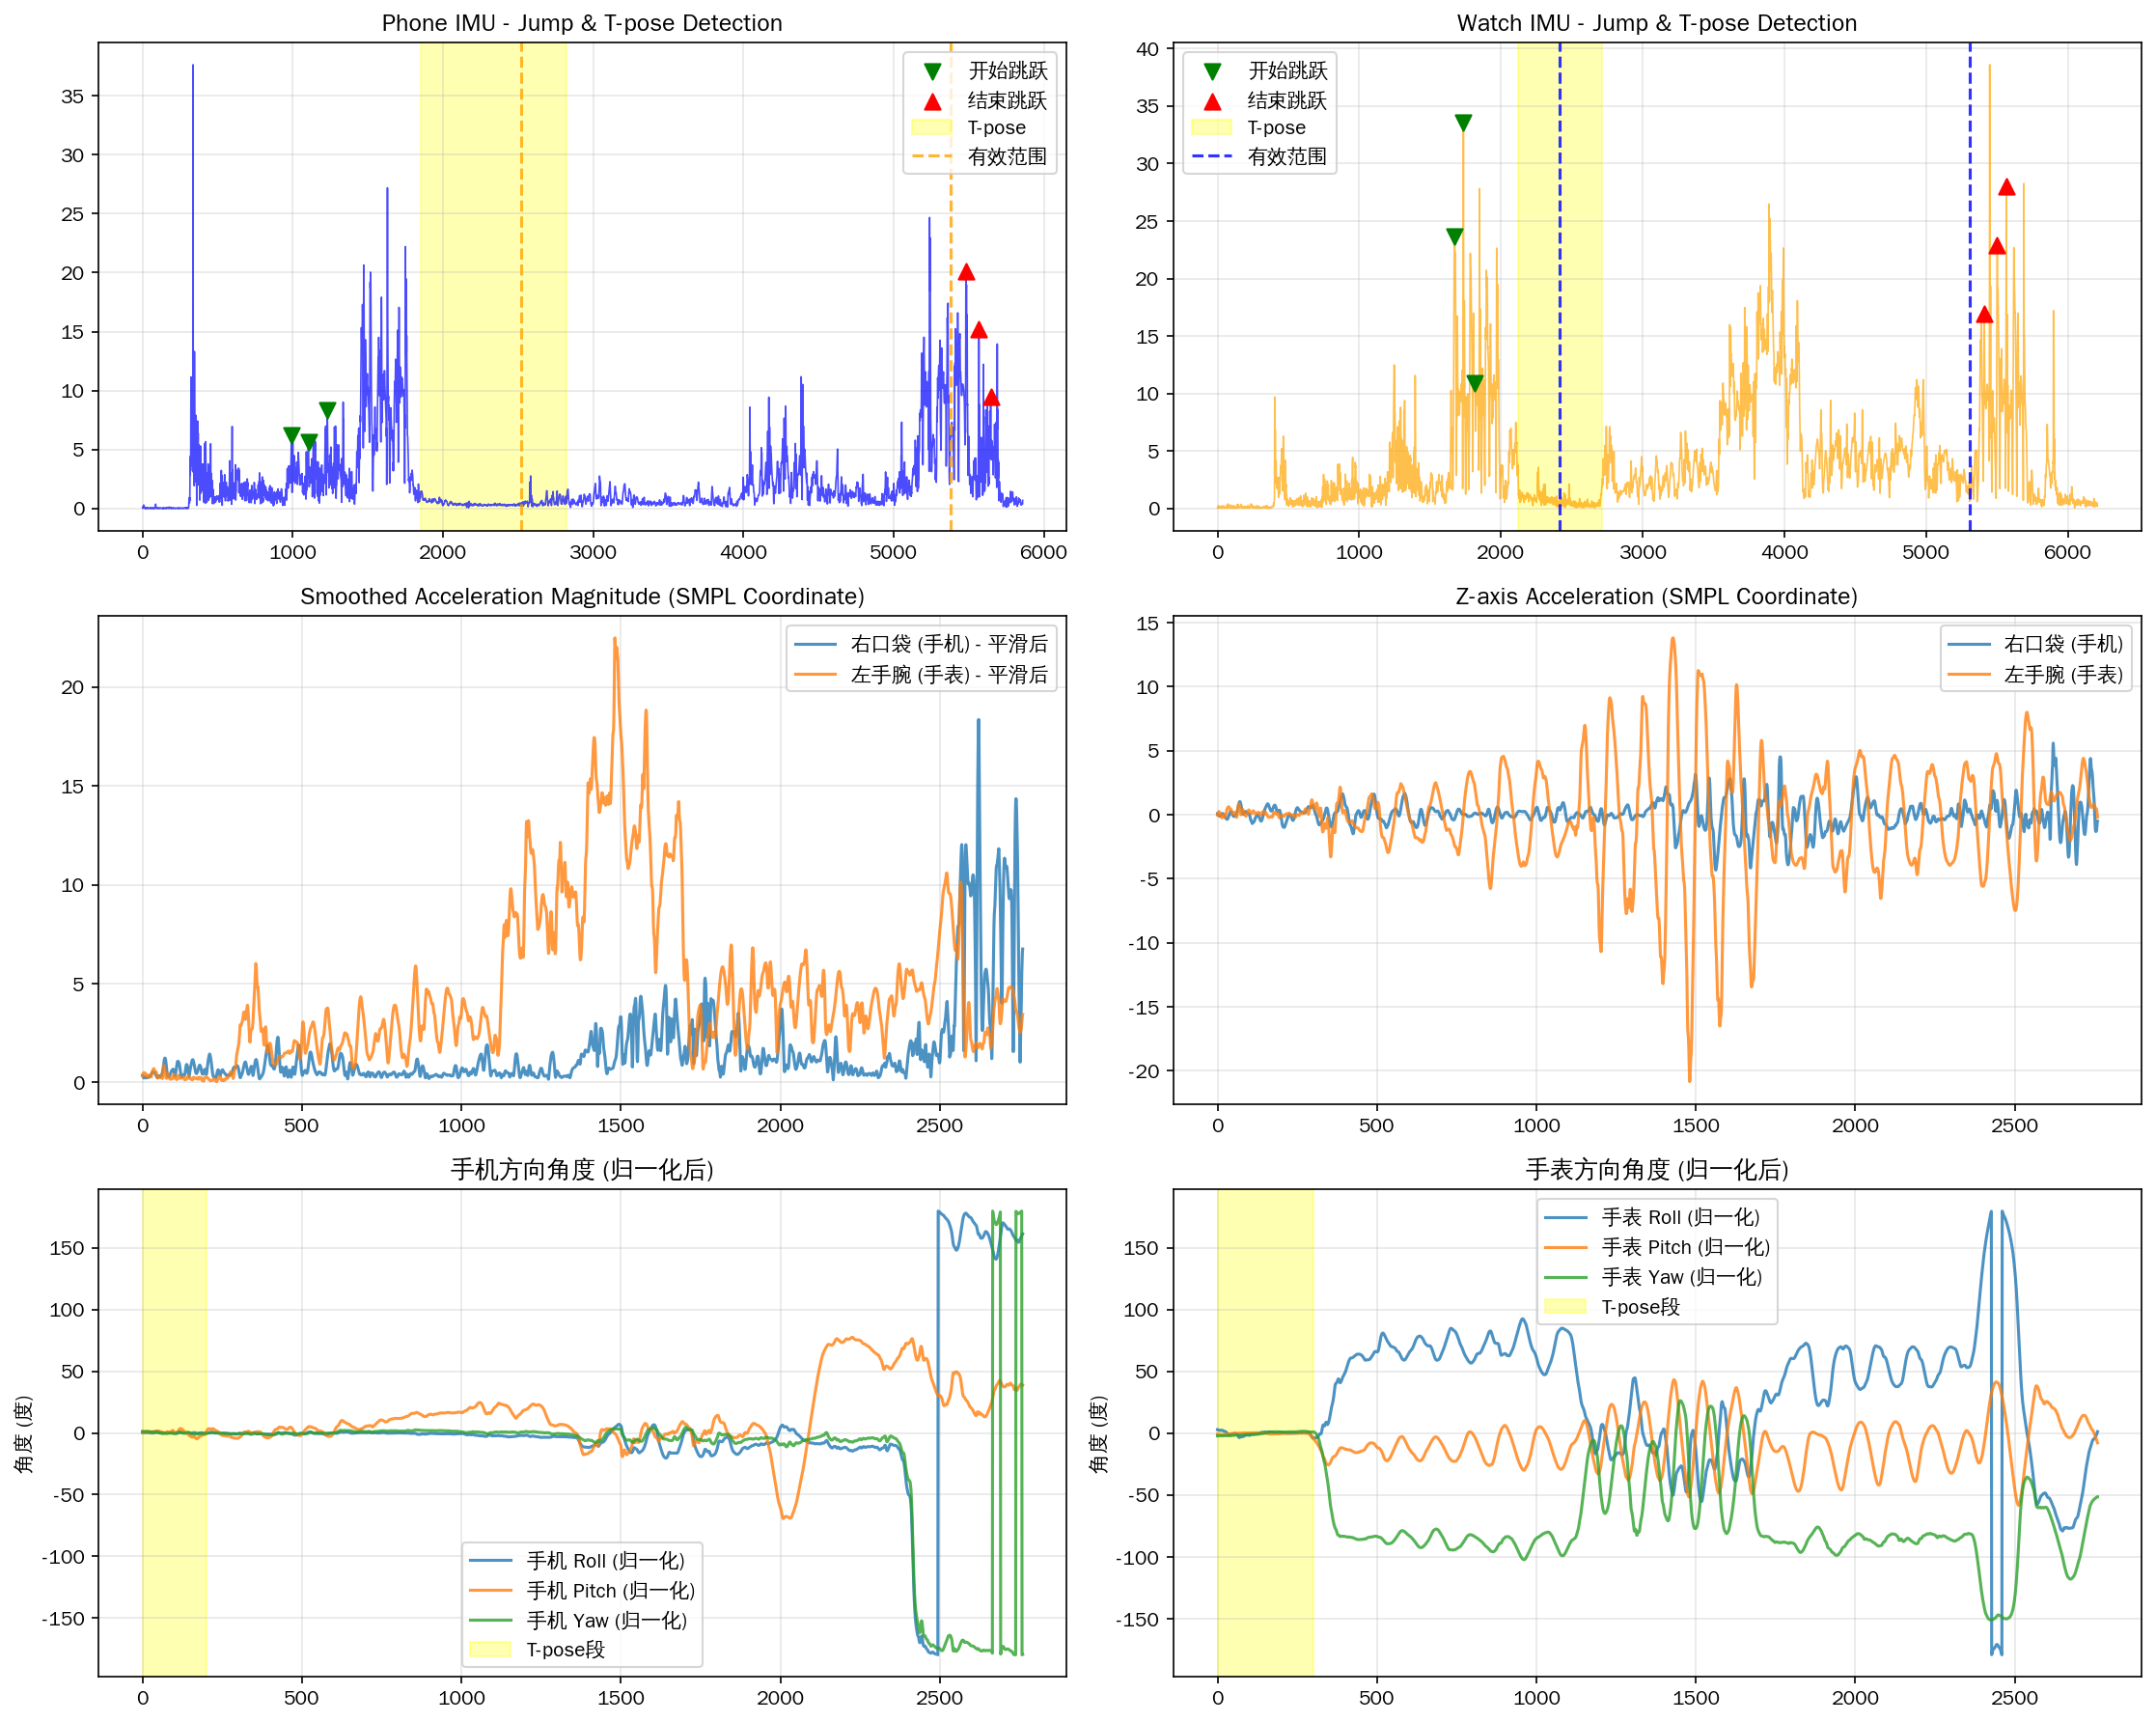 Phone IMU - Jump & T-pose Detection
35
30
25
20
15
10
5
0
0 1000 2000 3000 4000 5000 6000
开始跳跃
结束跳跃
T-pose
有效范围
Watch IMU - Jump & T-pose Detection
40
35
30
25
20
15
10
5
0
0 1000 2000 3000 4000 5000 6000
开始跳跃
结束跳跃
T-pose
有效范围
Smoothed Acceleration Magnitude (SMPL Coordinate)
20
15
10
5
0
0 500 1000 1500 2000 2500
右口袋 (手机) - 平滑后
左手腕 (手表) - 平滑后
Z-axis Acceleration (SMPL Coordinate)
15
10
5
0
-5
-10
-15
-20
0 500 1000 1500 2000 2500
右口袋 (手机)
左手腕 (手表)
手机方向角度 (归一化后)
角度 (度)
150
100
50
0
-50
-100
-150
0 500 1000 1500 2000 2500
手机 Roll (归一化)
手机 Pitch (归一化)
手机 Yaw (归一化)
T-pose段
手表方向角度 (归一化后)
角度 (度)
150
100
50
0
-50
-100
-150
0 500 1000 1500 2000 2500
手表 Roll (归一化)
手表 Pitch (归一化)
手表 Yaw (归一化)
T-pose段